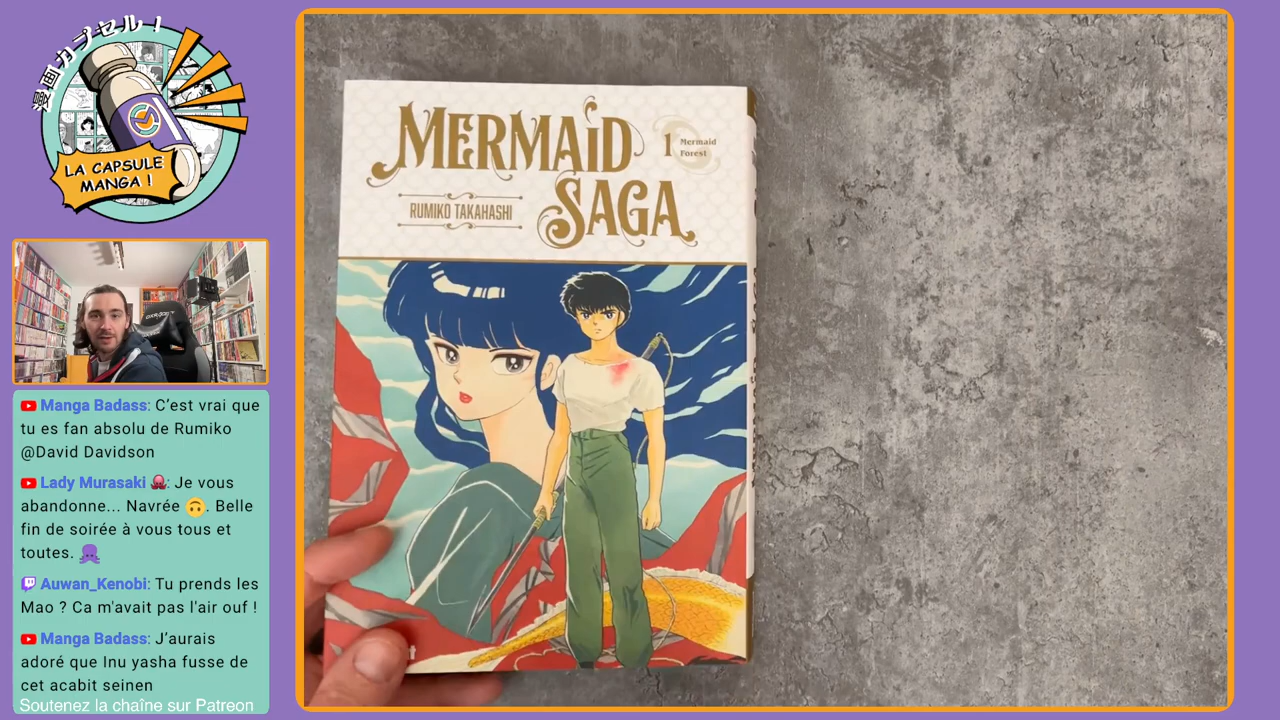 漫画カプセル!
LA CAPSULE
MANGA !
MERMAID
SAGA
1 Mermaid
Forest
RUMIKO TAKAHASHI
Manga Badass: C'est vrai que
tu es fan absolu de Rumiko
@David Davidson
Lady Murasaki 🐙: Je vous
abandonne... Navrée 🙃. Belle
fin de soirée à vous tous et
toutes. 🐙
Auwan_Kenobi: Tu prends les
Mao ? Ca m'avait pas l'air ouf !
Manga Badass: J'aurais
adoré que Inu yasha fusse de
cet acabit seinen
Soutenez la chaîne sur Patreon